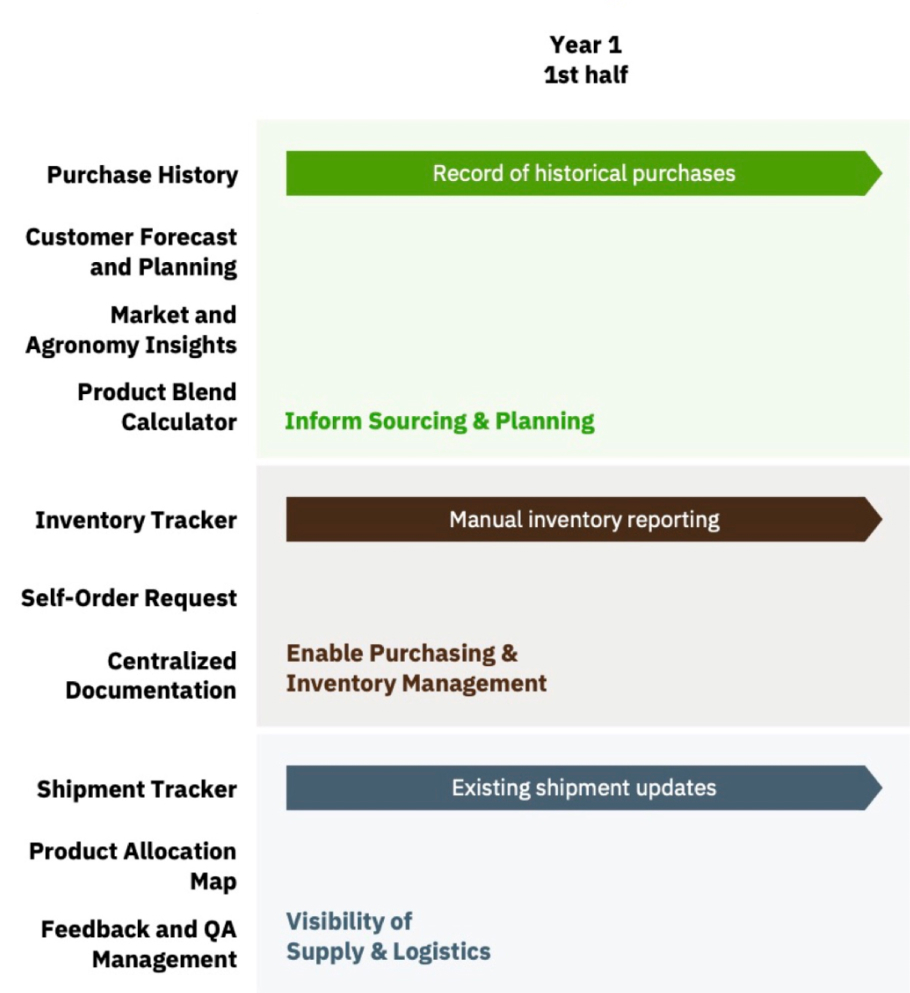 Year 1
1st half
Purchase History
Record of historical purchases
Customer Forecast
and Planning
Market and
Agronomy Insights
Product Blend
Calculator
Inform Sourcing & Planning
Inventory Tracker
Manual inventory reporting
Self-Order Request
Centralized
Documentation
Enable Purchasing &
Inventory Management
Shipment Tracker
Existing shipment updates
Product Allocation
Map
Feedback and QA
Management
Visibility of
Supply & Logistics